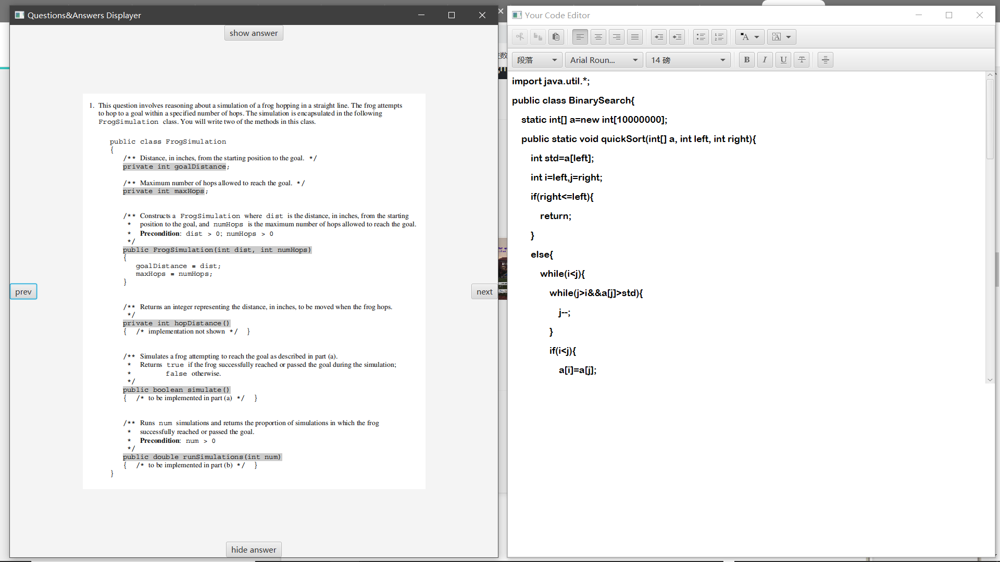 Questions&Answers Displayer
show answer
1. This question involves reasoning about a simulation of a frog hopping in a straight line. The frog attempts
to hop to a goal within a specified number of hops. The simulation is encapsulated in the following
FrogSimulation class. You will write two of the methods in this class.
public class FrogSimulation
{
/** Distance, in inches, from the starting position to the goal. */
private int goalDistance;
/** Maximum number of hops allowed to reach the goal. */
private int maxHops;
/** Constructs a FrogSimulation where dist is the distance, in inches, from the starting
* position to the goal, and numHops is the maximum number of hops allowed to reach the goal.
* Precondition: dist > 0; numHops > 0
*/
public FrogSimulation(int dist, int numHops)
{
goalDistance = dist;
maxHops = numHops;
}
prev
next
/** Returns an integer representing the distance, in inches, to be moved when the frog hops.
*/
private int hopDistance()
{ /* implementation not shown */ }
/** Simulates a frog attempting to reach the goal as described in part (a).
* Returns true if the frog successfully reached or passed the goal during the simulation;
* false otherwise.
*/
public boolean simulate()
{ /* to be implemented in part (a) */ }
/** Runs num simulations and returns the proportion of simulations in which the frog
* successfully reached or passed the goal.
* Precondition: num > 0
*/
public double runSimulations(int num)
{ /* to be implemented in part (b) */ }
}
hide answer
数
Your Code Editor
段落 Arial Roun... 14 磅 B I U
import java.util.*;
public class BinarySearch{
static int[] a=new int[10000000];
public static void quickSort(int[] a, int left, int right){
int std=a[left];
int i=left,j=right;
if(right<=left){
return;
}
else{
while(i<j){
while(j>i&&a[j]>std){
j--;
}
if(i<j){
a[i]=a[j];